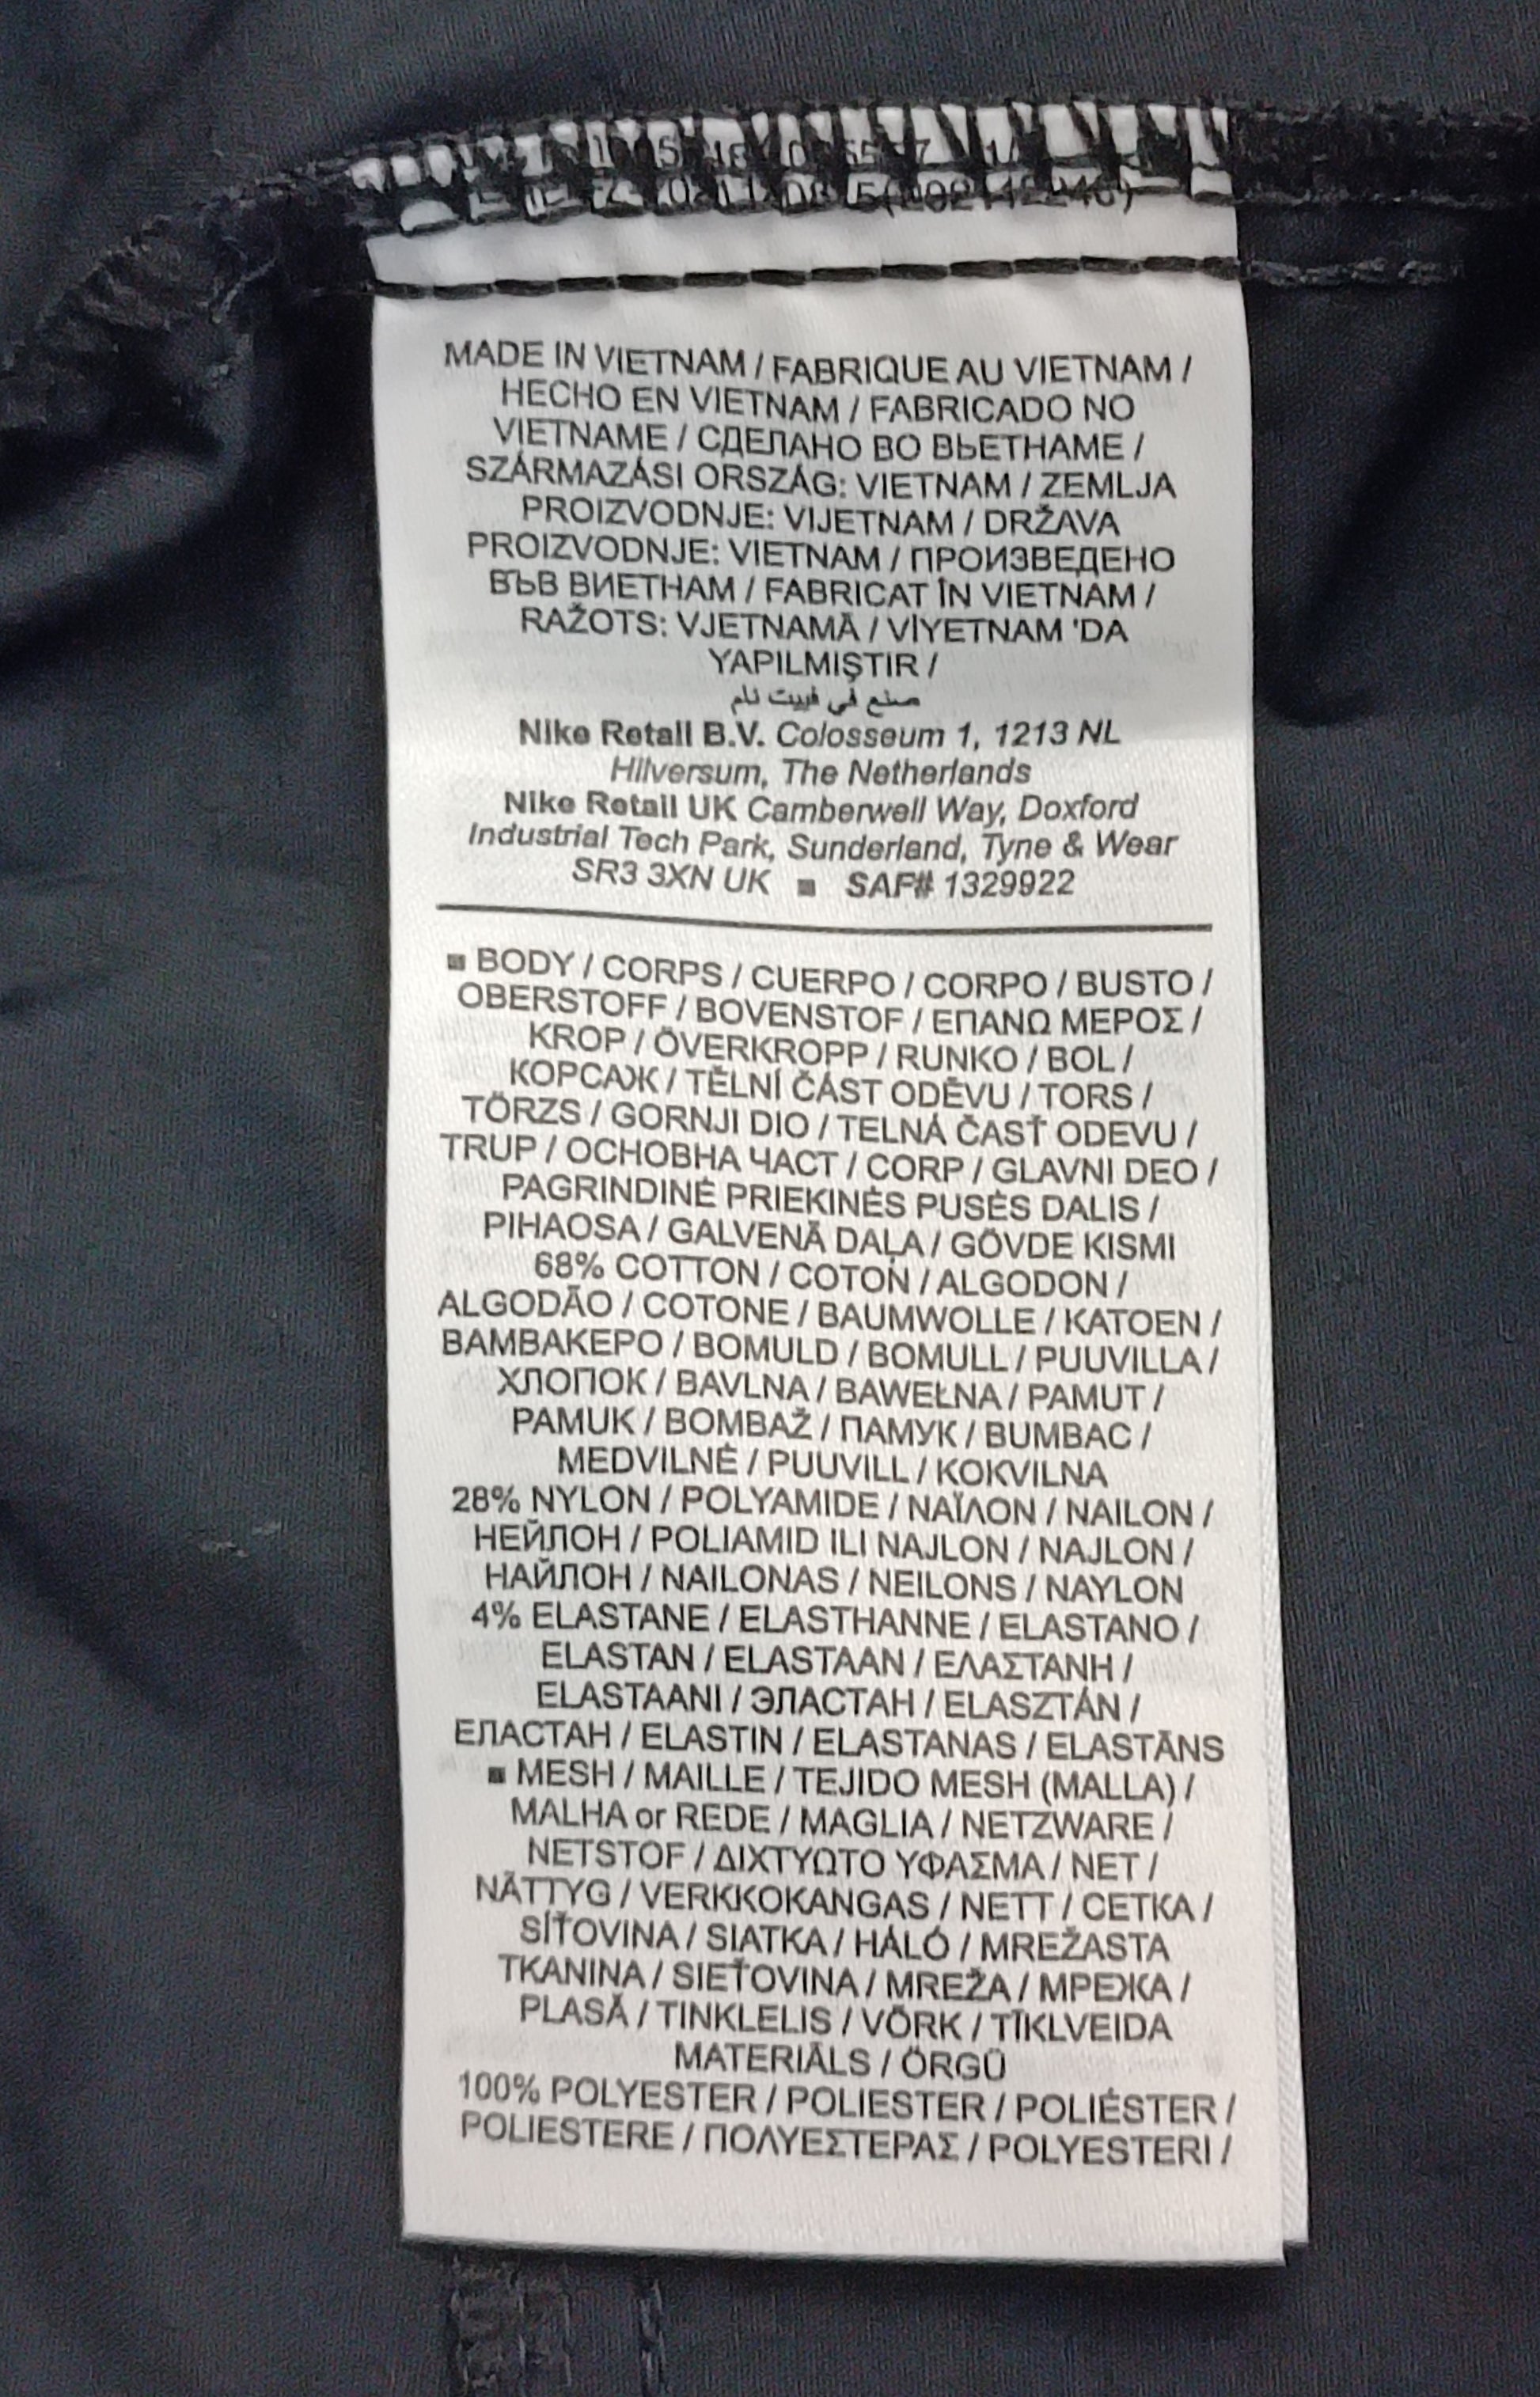 MADE IN VIETNAM / FABRIQUE AU VIETNAM /
HECHO EN VIETNAM / FABRICADO NO
VIETNAME / СДЕЛАНО ВО ВЬЕТНАМЕ /
SZÁRMAZÁSI ORSZÁG: VIETNAM / ZEMLJA
PROIZVODNJE: VIJETNAM / DRŽAVA
PROIZVODNJE: VIETNAM / ПРОИЗВЕДЕНО
ВЪВ ВИЕТНАМ / FABRICAT ÎN VIETNAM /
RAŽOTS: VJETNAMĀ / VİYETNAM 'DA
YAPILMIŞTIR /
صنع في فييت نام
Nike Retail B.V. Colosseum 1, 1213 NL
Hilversum, The Netherlands
Nike Retail UK Camberwell Way, Doxford
Industrial Tech Park, Sunderland, Tyne & Wear
SR3 3XN UK ■ SAF# 1329922
■ BODY / CORPS / CUERPO / CORPO / BUSTO /
OBERSTOFF / BOVENSTOF / ΕΠΑΝΩ ΜΕΡΟΣ /
KROP / ÖVERKROPP / RUNKO / BOL /
КОРСАЖ / TĚLNÍ ČÁST ODĚVU / TORS /
TÖRZS / GORNJI DIO / TELNÁ ČASŤ ODEVU /
TRUP / ОСНОВНА ЧАСТ / CORP / GLAVNI DEO /
PAGRINDINĖ PRIEKINĖS PUSĖS DALIS /
PIHAOSA / GALVENĀ DAĻA / GÖVDE KISMI
68% COTTON / COTON / ALGODON /
ALGODÃO / COTONE / BAUMWOLLE / KATOEN /
ΒΑΜΒΑΚΕΡΟ / BOMULD / BOMULL / PUUVILLA /
ХЛОПОК / BAVLNA / BAWEŁNA / PAMUT /
PAMUK / BOMBAŽ / ПАМУК / BUMBAC /
MEDVILNĖ / PUUVILL / KOKVILNA
28% NYLON / POLYAMIDE / ΝΑΪΛΟΝ / NAILON /
НЕЙЛОН / POLIAMID ILI NAJLON / NAJLON /
НАЙЛОН / NAILONAS / NEILONS / NAYLON
4% ELASTANE / ELASTHANNE / ELASTANO /
ELASTAN / ELASTAAN / ΕΛΑΣΤΑΝΗ /
ELASTAANI / ЭЛАСТАН / ELASZTÁN /
ЕЛАСТАН / ELASTIN / ELASTANAS / ELASTĀNS
■ MESH / MAILLE / TEJIDO MESH (MALLA) /
MALHA or REDE / MAGLIA / NETZWARE /
NETSTOF / ΔΙΧΤΥΩΤΟ ΥΦΑΣΜΑ / NET /
NÄTTYG / VERKKOKANGAS / NETT / СЕТКА /
SÍŤOVINA / SIATKA / HÁLÓ / MREŽASTA
TKANINA / SIEŤOVINA / MREŽA / МРЕЖА /
PLASĂ / TINKLELIS / VÕRK / TĪKLVEIDA
MATERIĀLS / ÖRGÜ
100% POLYESTER / POLIESTER / POLIÉSTER /
POLIESTERE / ΠΟΛΥΕΣΤΕΡΑΣ / POLYESTERI /